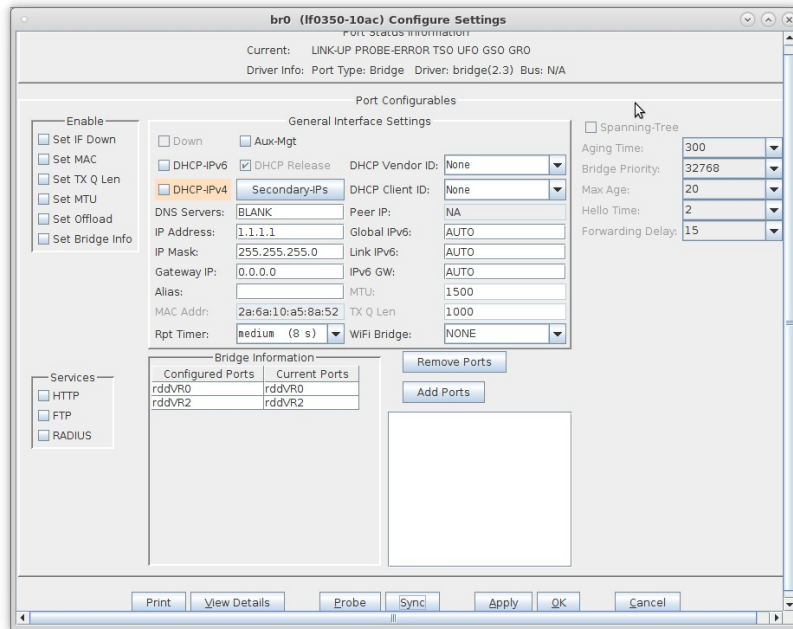 br0 (lf0350-10ac) Configure Settings
Port Status Information
Current: LINK-UP PROBE-ERROR TSO UFO GSO GRO
Driver Info: Port Type: Bridge Driver: bridge(2.3) Bus: N/A
Port Configurables
Enable
Set IF Down
Set MAC
Set TX Q Len
Set MTU
Set Offload
Set Bridge Info
General Interface Settings
Down Aux-Mgt
DHCP-IPv6 DHCP Release DHCP Vendor ID: None
DHCP-IPv4 Secondary-IPs DHCP Client ID: None
DNS Servers: BLANK Peer IP: NA
IP Address: 1.1.1.1 Global IPv6: AUTO
IP Mask: 255.255.255.0 Link IPv6: AUTO
Gateway IP: 0.0.0.0 IPv6 GW: AUTO
Alias: MTU: 1500
MAC Addr: 2a:6a:10:a5:8a:52 TX Q Len 1000
Rpt Timer: medium (8 s) WiFi Bridge: NONE
Spanning-Tree
Aging Time: 300
Bridge Priority: 32768
Max Age: 20
Hello Time: 2
Forwarding Delay: 15
Services
HTTP
FTP
RADIUS
Bridge Information
Configured Ports Current Ports
rddVR0 rddVR0
rddVR2 rddVR2
Remove Ports
Add Ports
Print View Details Probe Sync Apply OK Cancel